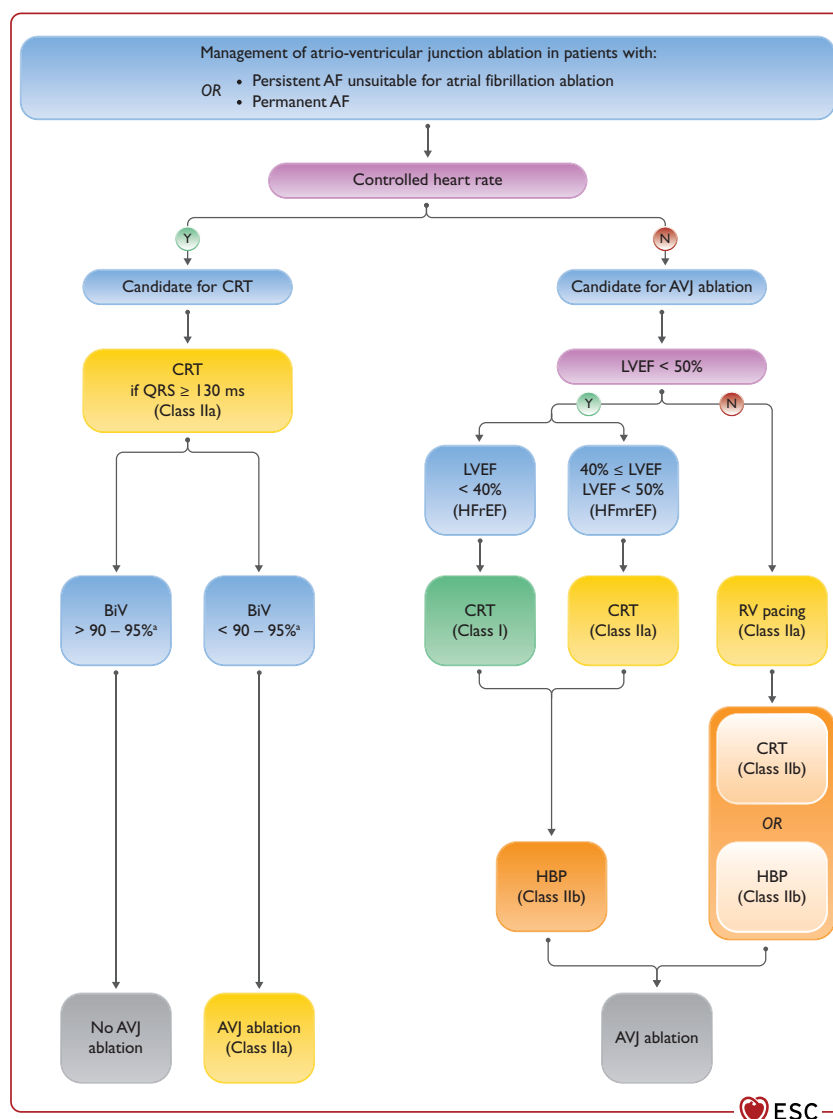 Management of atrio-ventricular junction ablation in patients with:
OR
• Persistent AF unsuitable for atrial fibrillation ablation
• Permanent AF
Controlled heart rate
Y
N
Candidate for CRT
Candidate for AVJ ablation
CRT
if QRS ≥ 130 ms
(Class IIa)
LVEF < 50%
Y
N
LVEF
< 40%
(HFrEF)
40% ≤ LVEF
LVEF < 50%
(HFmrEF)
BiV
> 90 – 95%ᵃ
BiV
< 90 – 95%ᵃ
CRT
(Class I)
CRT
(Class IIa)
RV pacing
(Class IIa)
CRT
(Class IIb)
OR
HBP
(Class IIb)
HBP
(Class IIb)
No AVJ
ablation
AVJ ablation
(Class IIa)
AVJ ablation
ESC